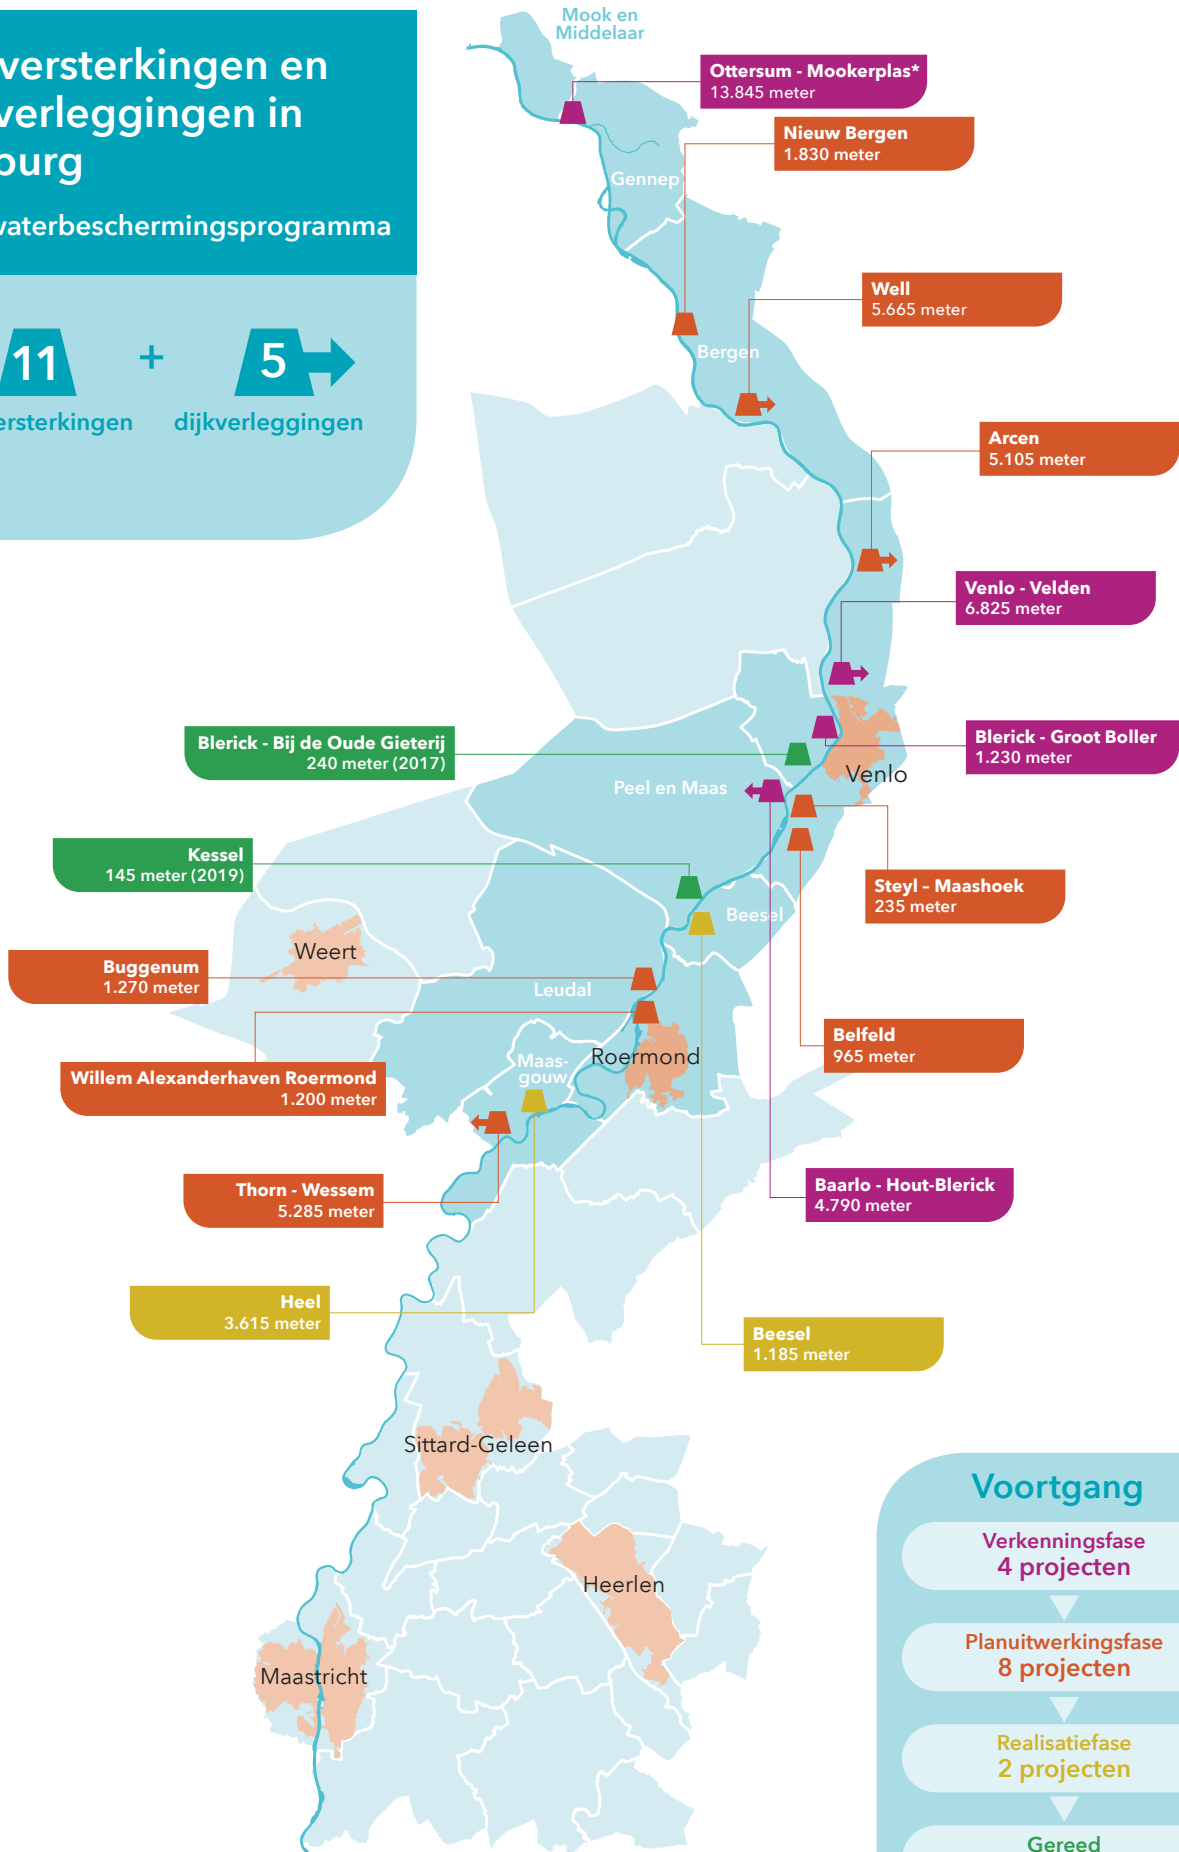 versterkingen en
verleggingen in
burg
waterbeschermingsprogramma
11
+
5
ersterkingen
dijkverleggingen
Mook en
Middelaar
Ottersum - Mookerplas*
13.845 meter
Nieuw Bergen
1.830 meter
Gennep
Well
5.665 meter
Bergen
Arcen
5.105 meter
Venlo - Velden
6.825 meter
Blerick - Bij de Oude Gieterij
240 meter (2017)
Blerick - Groot Boller
1.230 meter
Venlo
Peel en Maas
Kessel
145 meter (2019)
Steyl – Maashoek
235 meter
Beesel
Weert
Buggenum
1.270 meter
Leudal
Belfeld
965 meter
Roermond
Maas-
gouw
Willem Alexanderhaven Roermond
1.200 meter
Thorn - Wessem
5.285 meter
Baarlo - Hout-Blerick
4.790 meter
Heel
3.615 meter
Beesel
1.185 meter
Sittard-Geleen
Heerlen
Maastricht
Voortgang
Verkenningsfase
4 projecten
Planuitwerkingsfase
8 projecten
Realisatiefase
2 projecten
Gereed